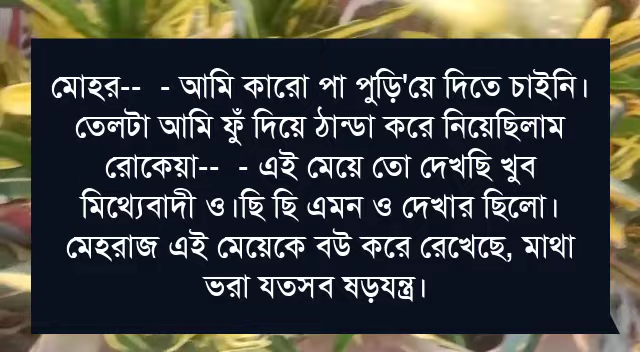 মোহর--  - আমি কারো পা পুড়ি'য়ে দিতে চাইনি।
তেলটা আমি ফুঁ দিয়ে ঠান্ডা করে নিয়েছিলাম
রোকেয়া--  - এই মেয়ে তো দেখছি খুব
মিথ্যেবাদী ও।ছি ছি এমন ও দেখার ছিলো।
মেহরাজ এই মেয়েকে বউ করে রেখেছে, মাথা
ভরা যতসব ষড়যন্ত্র।